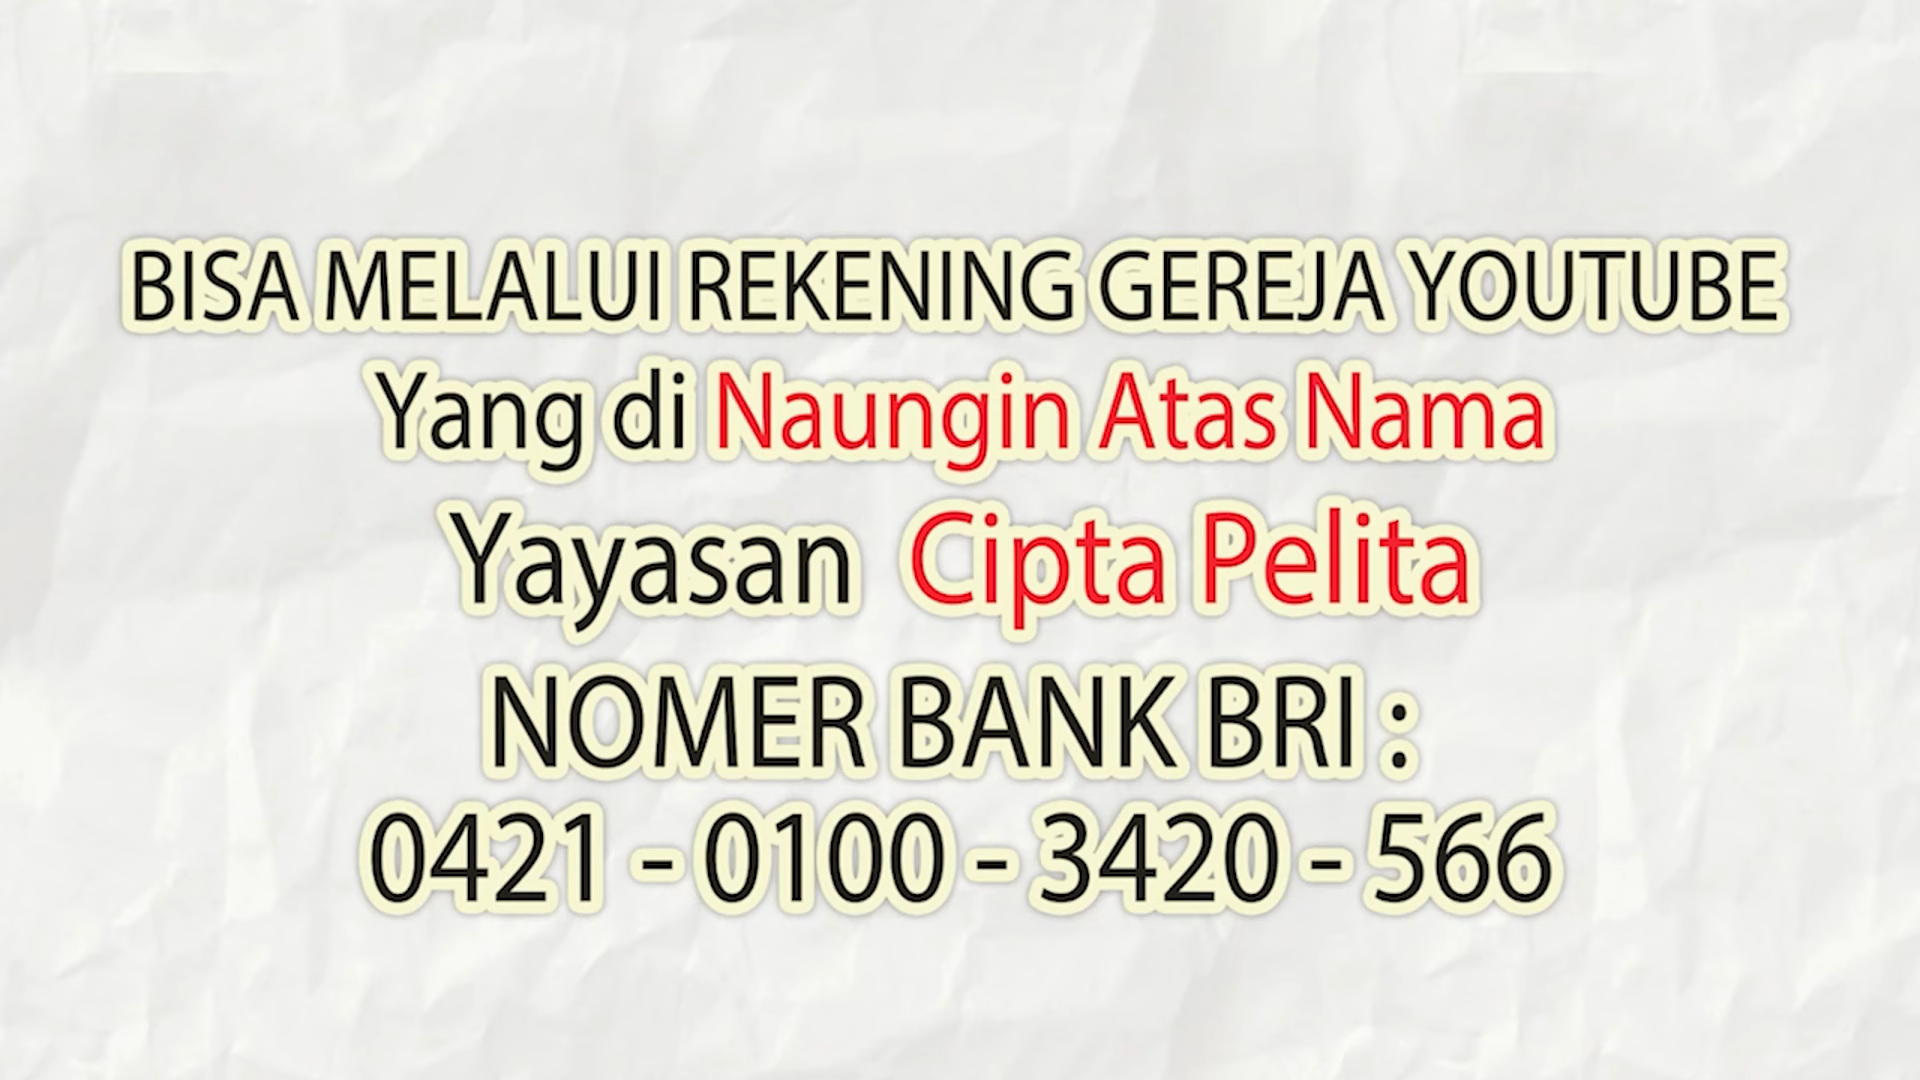 BISA MELALUI REKENING GEREJA YOUTUBE
Yang di Naungin Atas Nama
Yayasan Cipta Pelita
NOMER BANK BRI :
0421 - 0100 - 3420 - 566